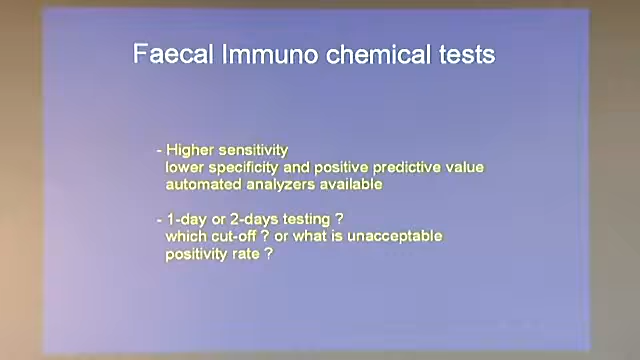 Faecal Immuno chemical tests
- Higher sensitivity
lower specificity and positive predictive value
automated analyzers available
- 1-day or 2-days testing ?
which cut-off ? or what is unacceptable
positivity rate ?